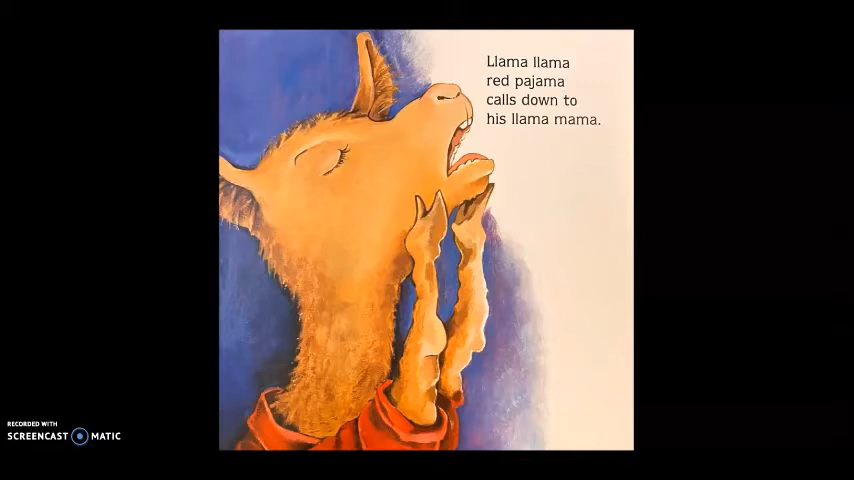 Llama llama
red pajama
calls down to
his llama mama.
RECORDED WITH
SCREENCAST MATIC